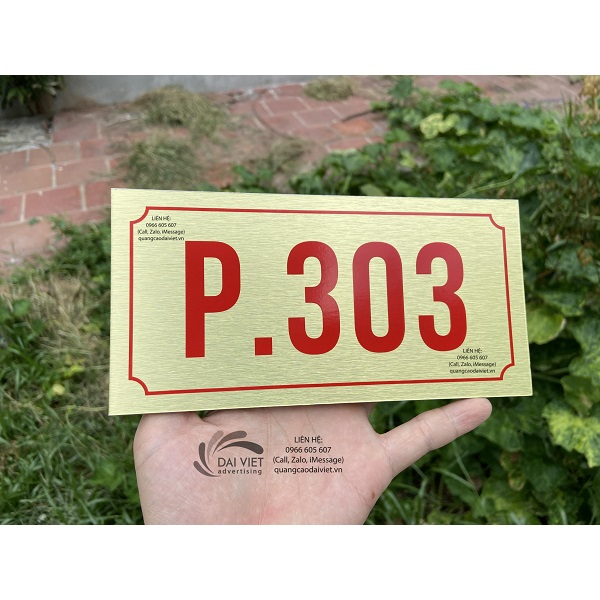 LIÊN HỆ:
0966 605 607
(Call, Zalo, iMessage)
quangcaodaiviet.vn
P.303
LIÊN HỆ:
0966 605 607
(Call, Zalo, iMessage)
quangcaodaiviet.vn
DAI VIET
advertising
LIÊN HỆ:
0966 605 607
(Call, Zalo, iMessage)
quangcaodaiviet.vn